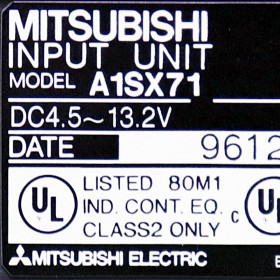 MITSUBISHI
INPUT UNIT
MODEL A1SX71
DC4.5~13.2V
DATE 9612
UL LISTED 80M1
IND. CONT. EQ. c
CLASS2 ONLY
MITSUBISHI ELECTRIC